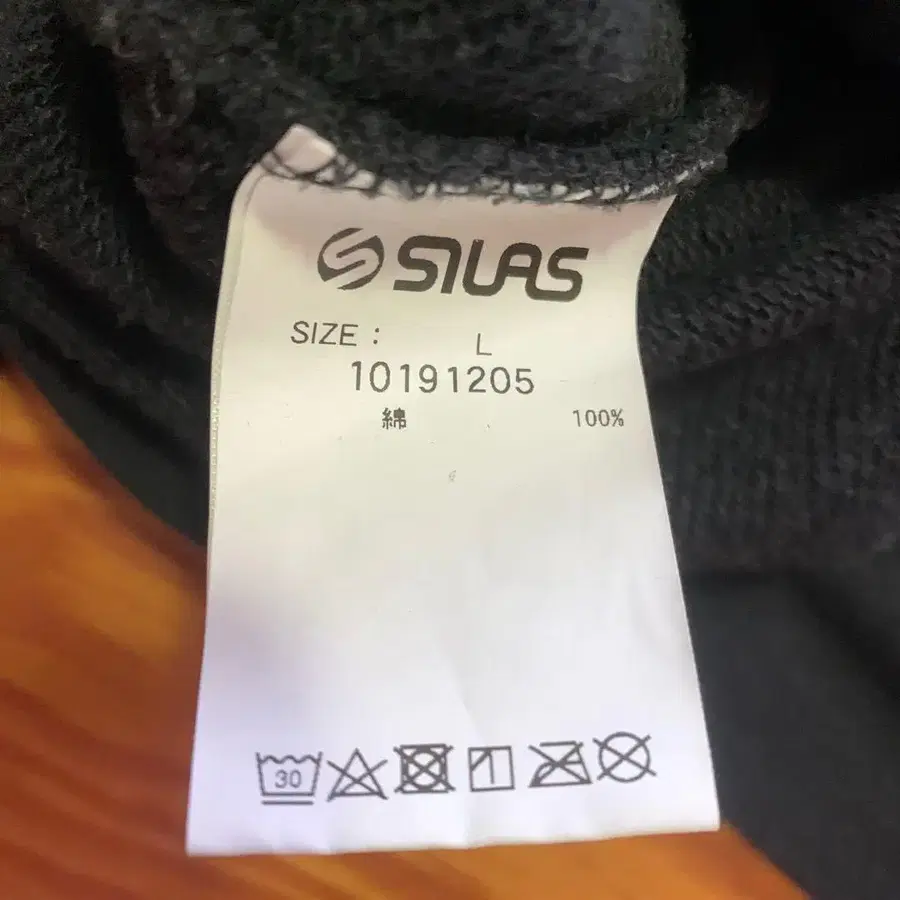 SILAS
SIZE : L
10191205
綿 100%
30